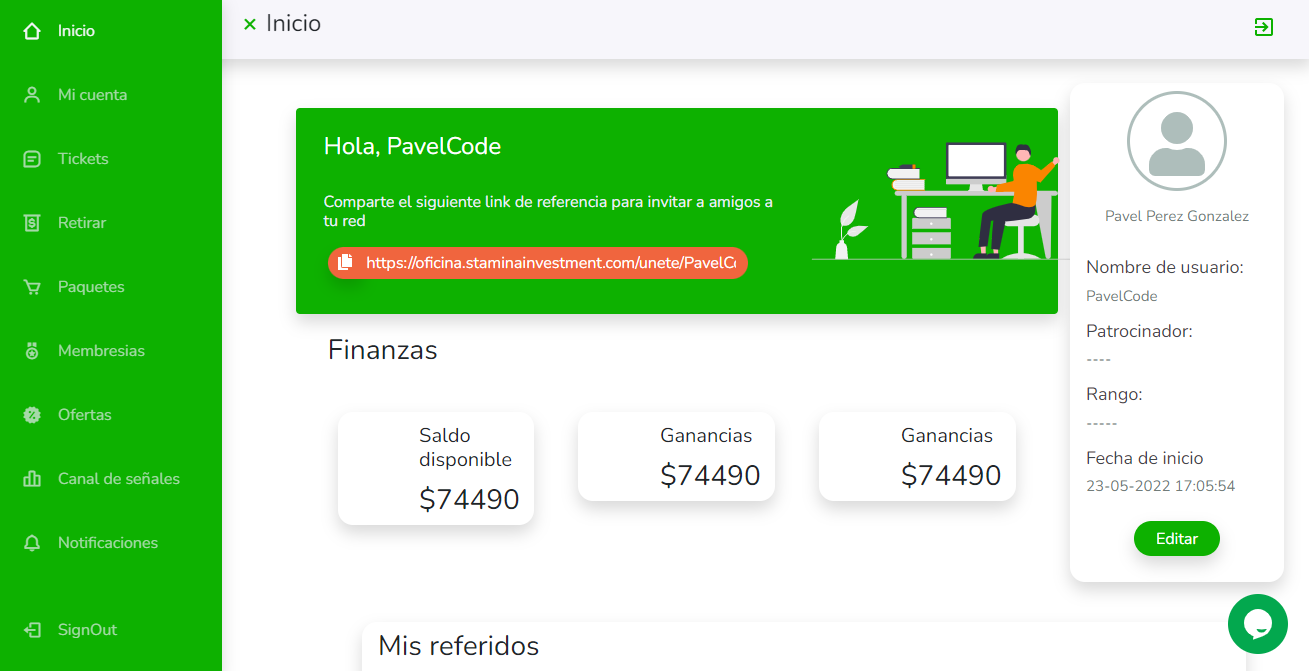 Inicio
Mi cuenta
Tickets
Retirar
Paquetes
Membresias
Ofertas
Canal de señales
Notificaciones
SignOut
× Inicio
Hola, PavelCode
Comparte el siguiente link de referencia para invitar a amigos a
tu red
https://oficina.staminainvestment.com/unete/PavelCo
Finanzas
Saldo
disponible
$74490
Ganancias
$74490
Ganancias
$74490
Mis referidos
Pavel Perez Gonzalez
Nombre de usuario:
PavelCode
Patrocinador:
----
Rango:
-----
Fecha de inicio
23-05-2022 17:05:54
Editar